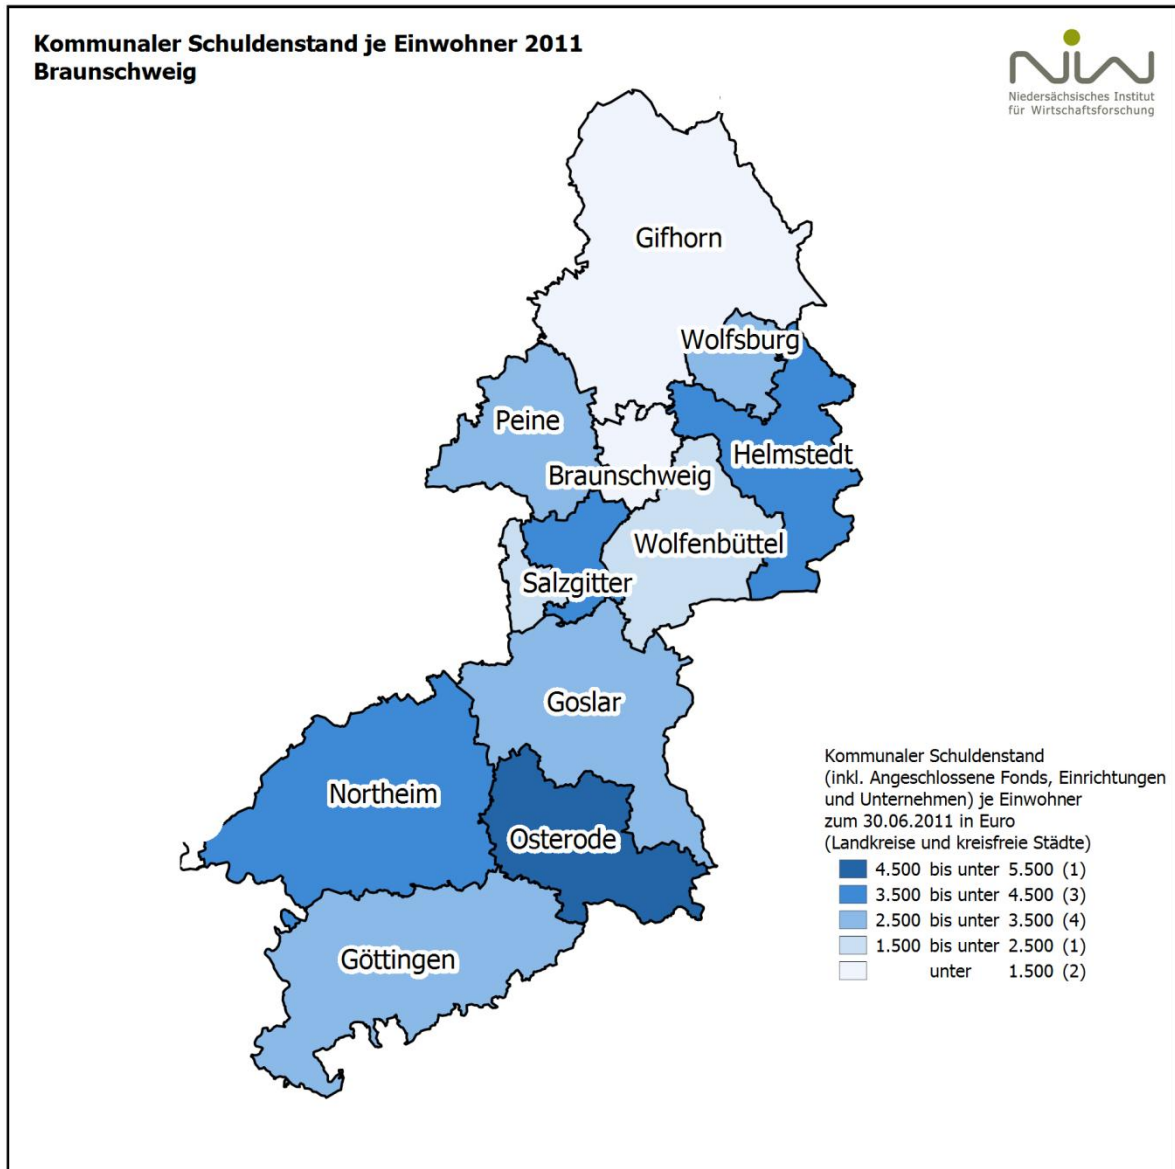 Kommunaler Schuldenstand je Einwohner 2011
Braunschweig
NIW
Niedersächsisches Institut
für Wirtschaftsforschung
Gifhorn
Wolfsburg
Peine
Helmstedt
Braunschweig
Wolfenbüttel
Salzgitter
Goslar
Northeim
Osterode
Göttingen
Kommunaler Schuldenstand
(inkl. Angeschlossene Fonds, Einrichtungen
und Unternehmen) je Einwohner
zum 30.06.2011 in Euro
(Landkreise und kreisfreie Städte)
4.500 bis unter 5.500 (1)
3.500 bis unter 4.500 (3)
2.500 bis unter 3.500 (4)
1.500 bis unter 2.500 (1)
unter 1.500 (2)